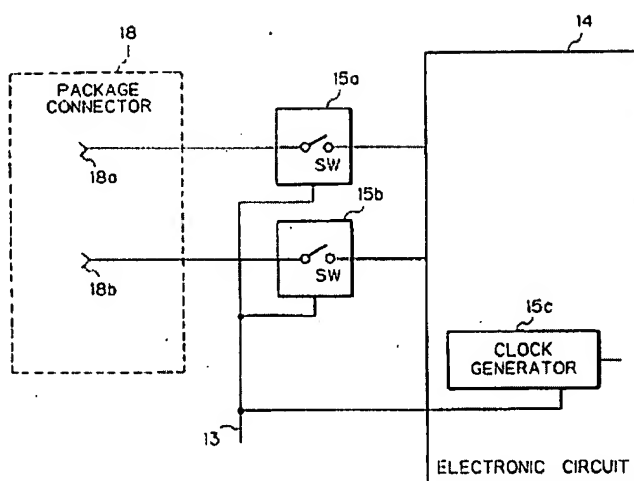 18
14
PACKAGE
CONNECTOR
15a
SW
18a
15b
SW
18b
15c
CLOCK
GENERATOR
13
ELECTRONIC CIRCUIT